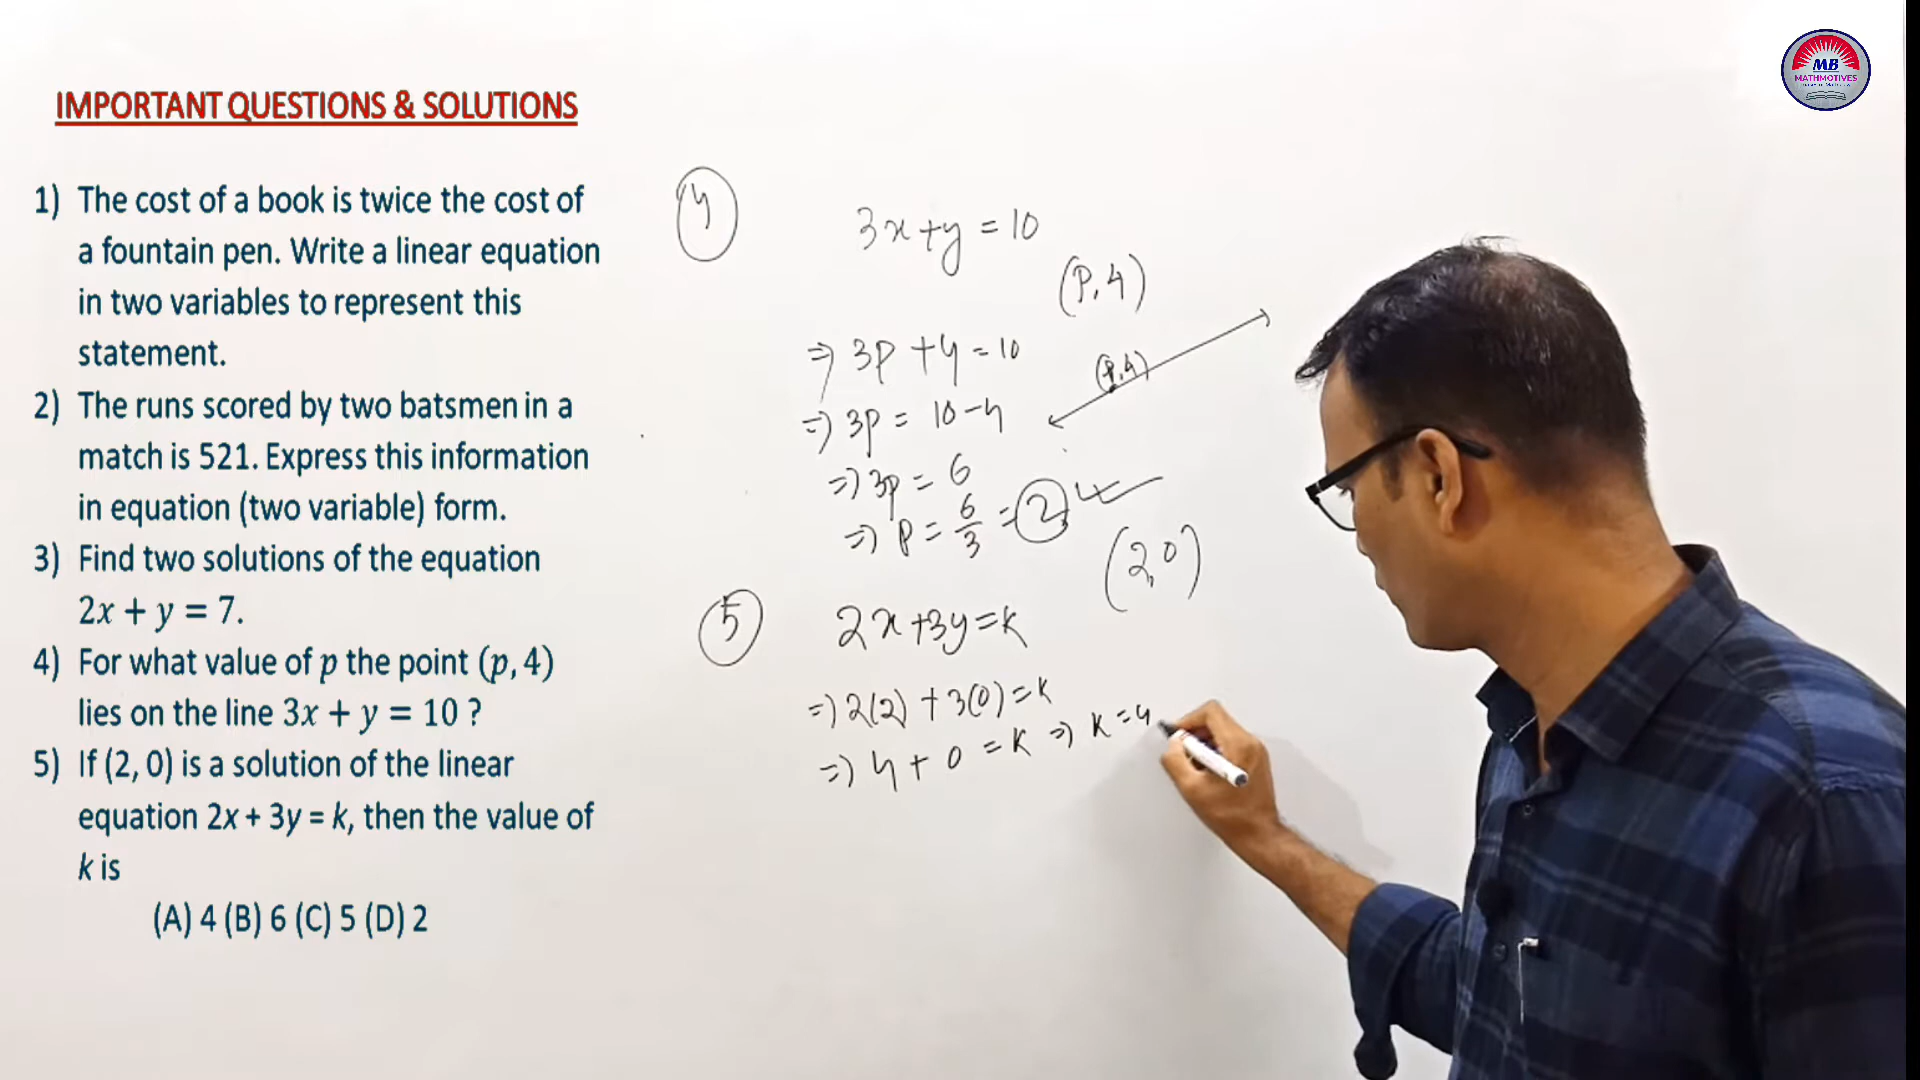 MB
MATHMOTIVES
IMPORTANT QUESTIONS & SOLUTIONS
1) The cost of a book is twice the cost of
a fountain pen. Write a linear equation
in two variables to represent this
statement.
2) The runs scored by two batsmen in a
match is 521. Express this information
in equation (two variable) form.
3) Find two solutions of the equation
2x + y = 7.
4) For what value of p the point (p, 4)
lies on the line 3x + y = 10 ?
5) If (2, 0) is a solution of the linear
equation 2x + 3y = k, then the value of
k is
(A) 4 (B) 6 (C) 5 (D) 2
4
3x + y = 10
(P, 4)
⇒ 3p + 4 = 10
(P, 4)
⇒ 3p = 10 - 4
⇒ 3p = 6
⇒ p = 6/3 = 2
(2, 0)
5
2x + 3y = k
⇒ 2(2) + 3(0) = k
⇒ 4 + 0 = k ⇒ k = 4